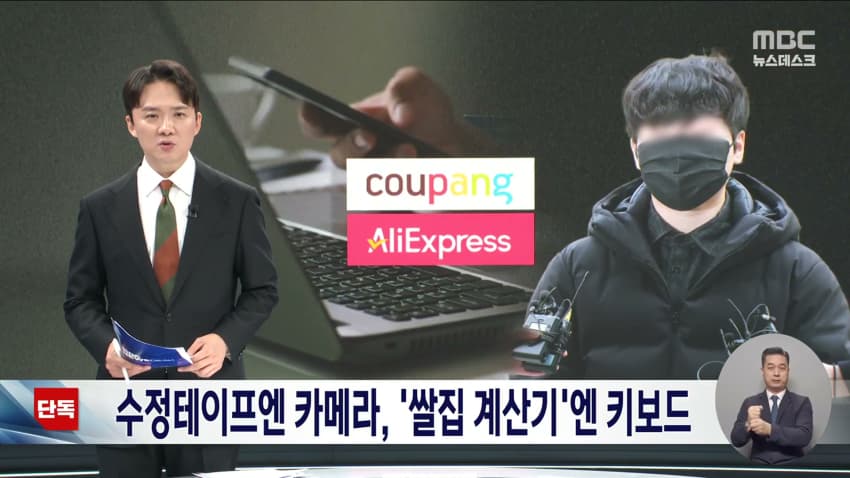 MBC
뉴스데스크
coupang
AliExpress
단독
수정테이프엔 카메라, '쌀집 계산기'엔 키보드